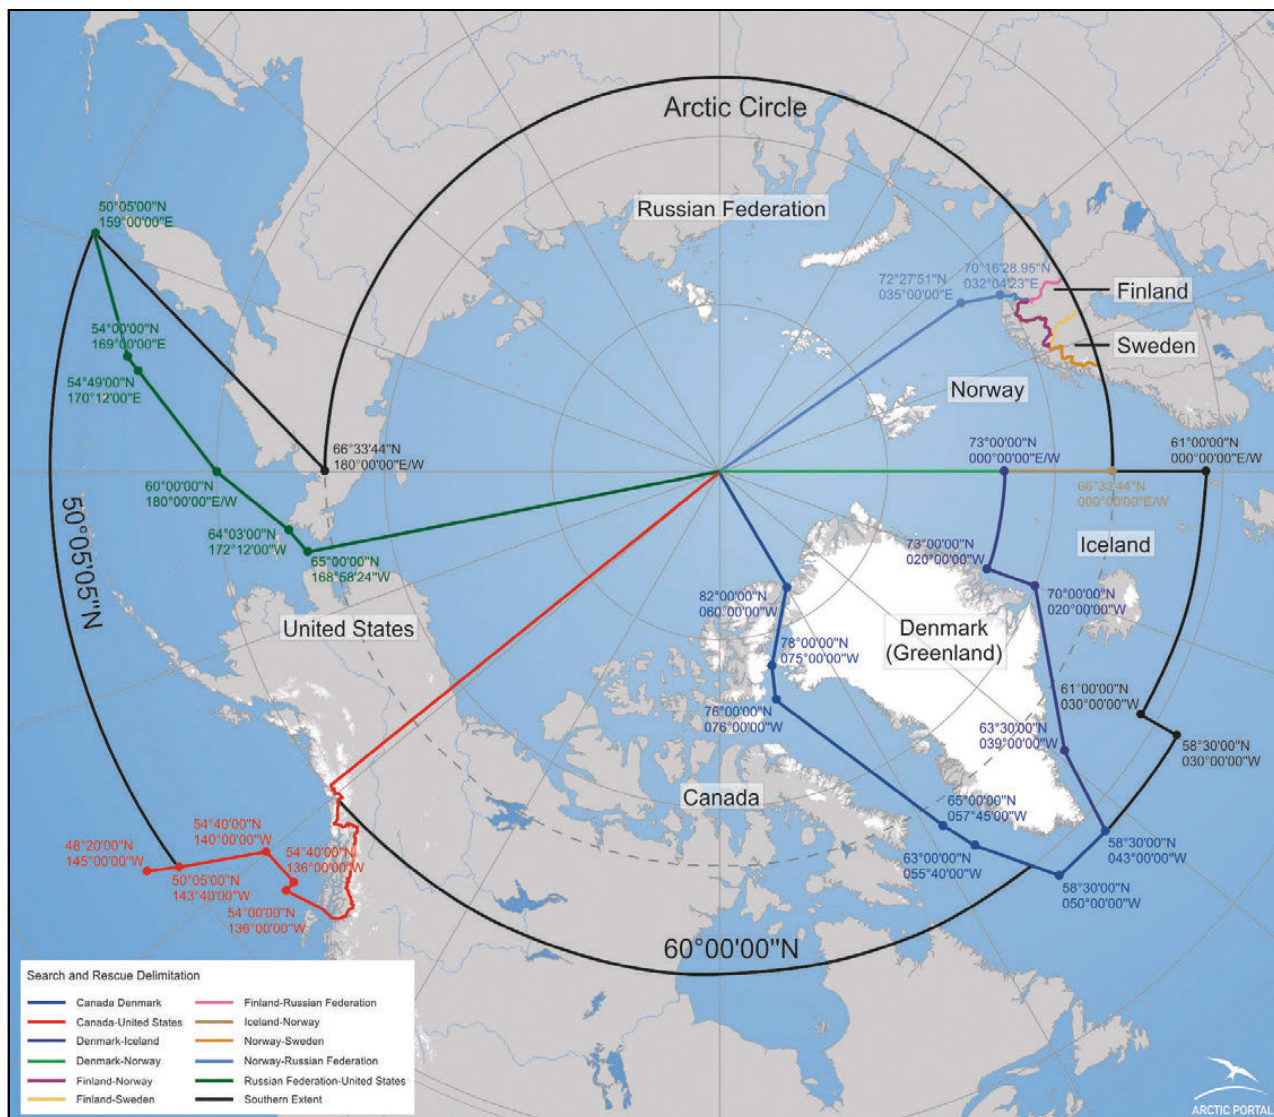 Arctic Circle
Russian Federation
50°05'00"N
159°00'00"E
72°27'51"N
035°00'00"E
70°16'28.95"N
032°04'23"E
Finland
Sweden
54°00'00"N
169°00'00"E
54°49'00"N
170°12'00"E
Norway
66°33'44"N
180°00'00"E/W
73°00'00"N
000°00'00"E/W
61°00'00"N
000°00'00"E/W
60°00'00"N
180°00'00"E/W
66°33'44"N
000°00'00"E/W
50°05'05"N
64°03'00"N
172°12'00"W
65°00'00"N
168°58'24"W
Iceland
73°00'00"N
020°00'00"W
70°00'00"N
020°00'00"W
82°00'00"N
060°00'00"W
United States
Denmark
(Greenland)
78°00'00"N
075°00'00"W
76°00'00"N
076°00'00"W
61°00'00"N
030°00'00"W
63°30'00"N
039°00'00"W
58°30'00"N
030°00'00"W
Canada
65°00'00"N
057°45'00"W
54°40'00"N
140°00'00"W
48°20'00"N
145°00'00"W
54°40'00"N
136°00'00"W
50°05'00"N
143°40'00"W
63°00'00"N
055°40'00"W
58°30'00"N
043°00'00"W
54°00'00"N
136°00'00"W
58°30'00"N
050°00'00"W
60°00'00"N
Search and Rescue Delimitation
Canada Denmark
Canada-United States
Denmark-Iceland
Denmark-Norway
Finland-Norway
Finland-Sweden
Finland-Russian Federation
Iceland-Norway
Norway-Sweden
Norway-Russian Federation
Russian Federation-United States
Southern Extent
ARCTIC PORTAL